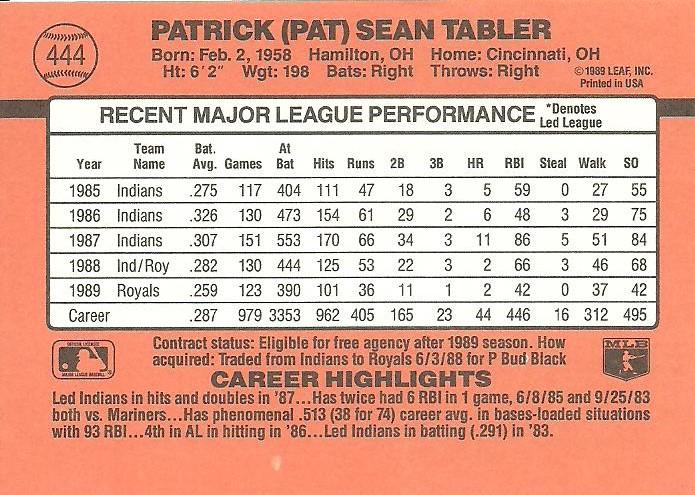 444
PATRICK (PAT) SEAN TABLER
Born: Feb. 2, 1958 Hamilton, OH Home: Cincinnati, OH
Ht: 6'2" Wgt: 198 Bats: Right Throws: Right
©1989 LEAF, INC.
Printed in USA
RECENT MAJOR LEAGUE PERFORMANCE *Denotes Led League
Year Team Name Bat. Avg. Games At Bat Hits Runs 2B 3B HR RBI Steal Walk SO
1985 Indians .275 117 404 111 47 18 3 5 59 0 27 55
1986 Indians .326 130 473 154 61 29 2 6 48 3 29 75
1987 Indians .307 151 553 170 66 34 3 11 86 5 51 84
1988 Ind/Roy .282 130 444 125 53 22 3 2 66 3 46 68
1989 Royals .259 123 390 101 36 11 1 2 42 0 37 42
Career .287 979 3353 962 405 165 23 44 446 16 312 495
OFFICIAL LICENSEE
MAJOR LEAGUE BASEBALL
Contract status: Eligible for free agency after 1989 season. How
acquired: Traded from Indians to Royals 6/3/88 for P Bud Black
MLB
CAREER HIGHLIGHTS
Led Indians in hits and doubles in '87...Has twice had 6 RBI in 1 game, 6/8/85 and 9/25/83
both vs. Mariners...Has phenomenal .513 (38 for 74) career avg. in bases-loaded situations
with 93 RBI...4th in AL in hitting in '86...Led Indians in batting (.291) in '83.